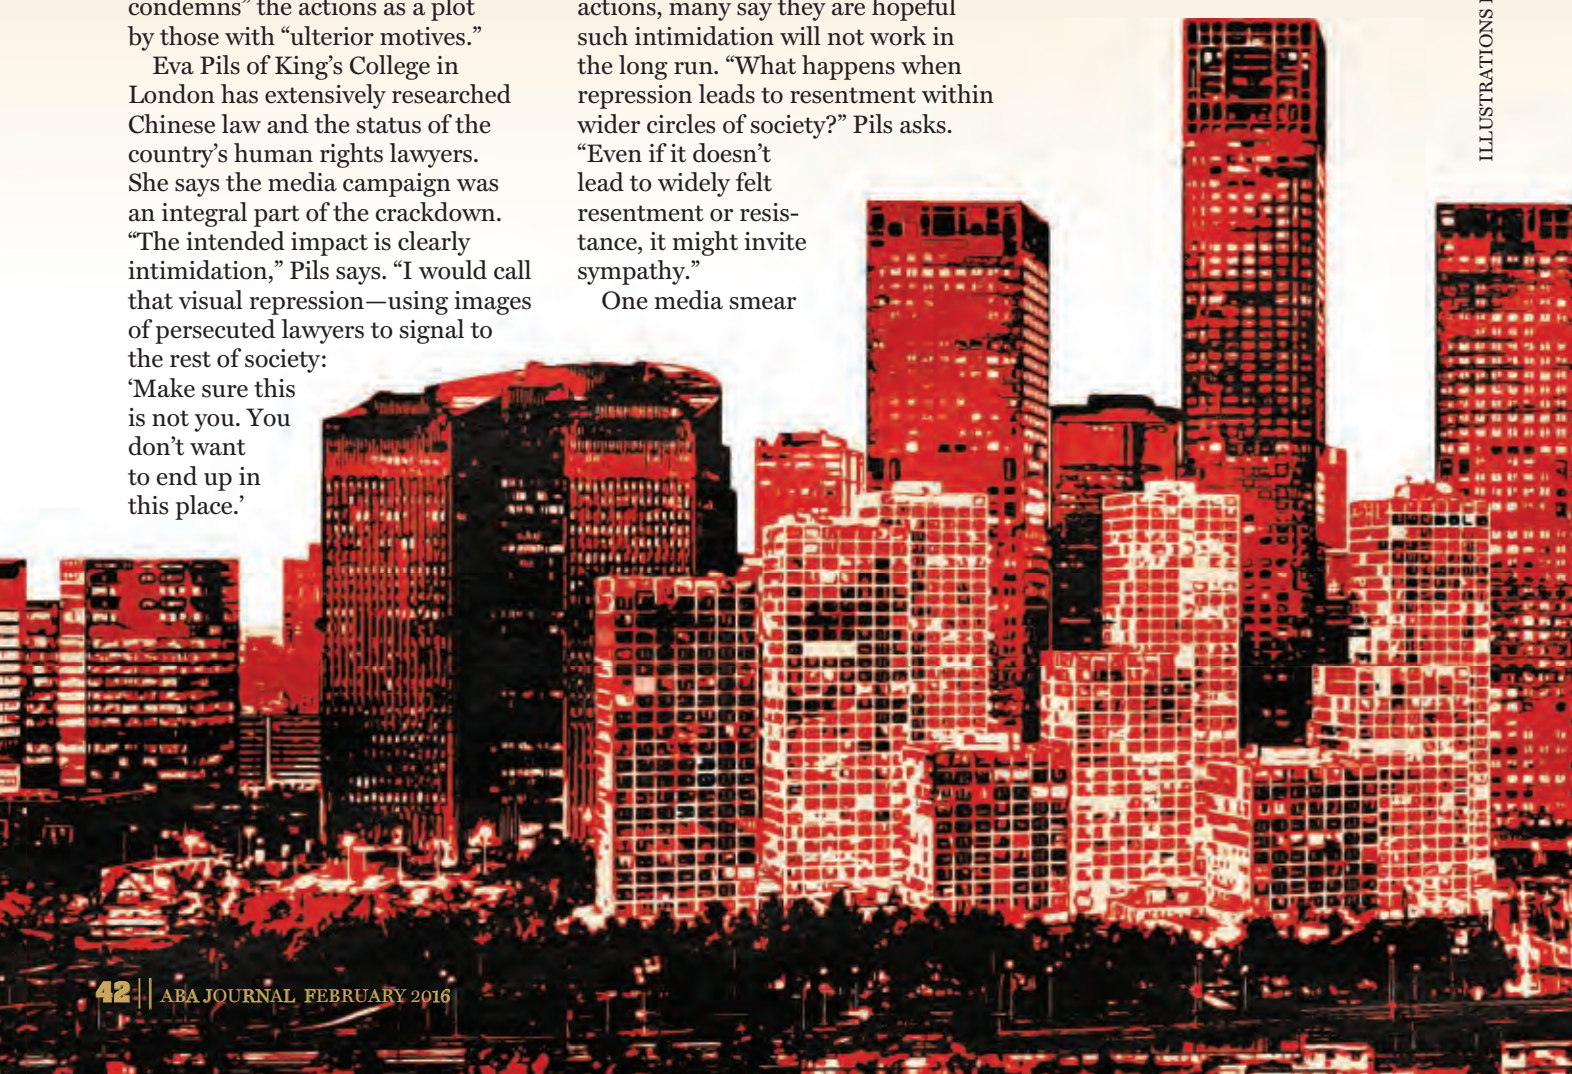 condemns” the actions as a plot
by those with “ulterior motives.”
Eva Pils of King’s College in
London has extensively researched
Chinese law and the status of the
country’s human rights lawyers.
She says the media campaign was
an integral part of the crackdown.
“The intended impact is clearly
intimidation,” Pils says. “I would call
that visual repression—using images
of persecuted lawyers to signal to
the rest of society:
‘Make sure this
is not you. You
don’t want
to end up in
this place.’
actions, many say they are hopeful
such intimidation will not work in
the long run. “What happens when
repression leads to resentment within
wider circles of society?” Pils asks.
“Even if it doesn’t
lead to widely felt
resentment or resis-
tance, it might invite
sympathy.”
One media smear
ILLUSTRATIONS
42 || ABA JOURNAL FEBRUARY 2016